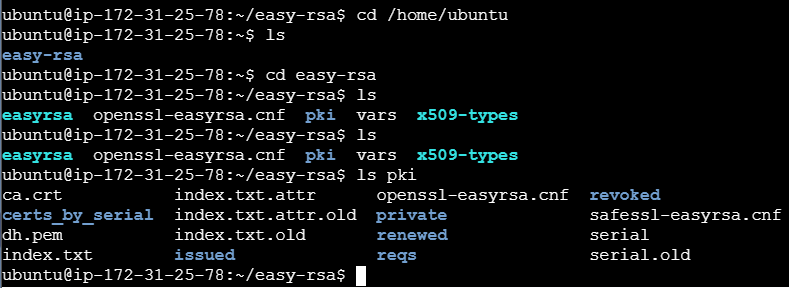 ubuntu@ip-172-31-25-78:~/easy-rsa$ cd /home/ubuntu
ubuntu@ip-172-31-25-78:~$ ls
easy-rsa
ubuntu@ip-172-31-25-78:~$ cd easy-rsa
ubuntu@ip-172-31-25-78:~/easy-rsa$ ls
easyrsa  openssl-easyrsa.cnf  pki  vars  x509-types
ubuntu@ip-172-31-25-78:~/easy-rsa$ ls
easyrsa  openssl-easyrsa.cnf  pki  vars  x509-types
ubuntu@ip-172-31-25-78:~/easy-rsa$ ls pki
ca.crt           index.txt.attr      openssl-easyrsa.cnf  revoked
certs_by_serial  index.txt.attr.old  private              safessl-easyrsa.cnf
dh.pem           index.txt.old       renewed              serial
index.txt        issued              reqs                 serial.old
ubuntu@ip-172-31-25-78:~/easy-rsa$